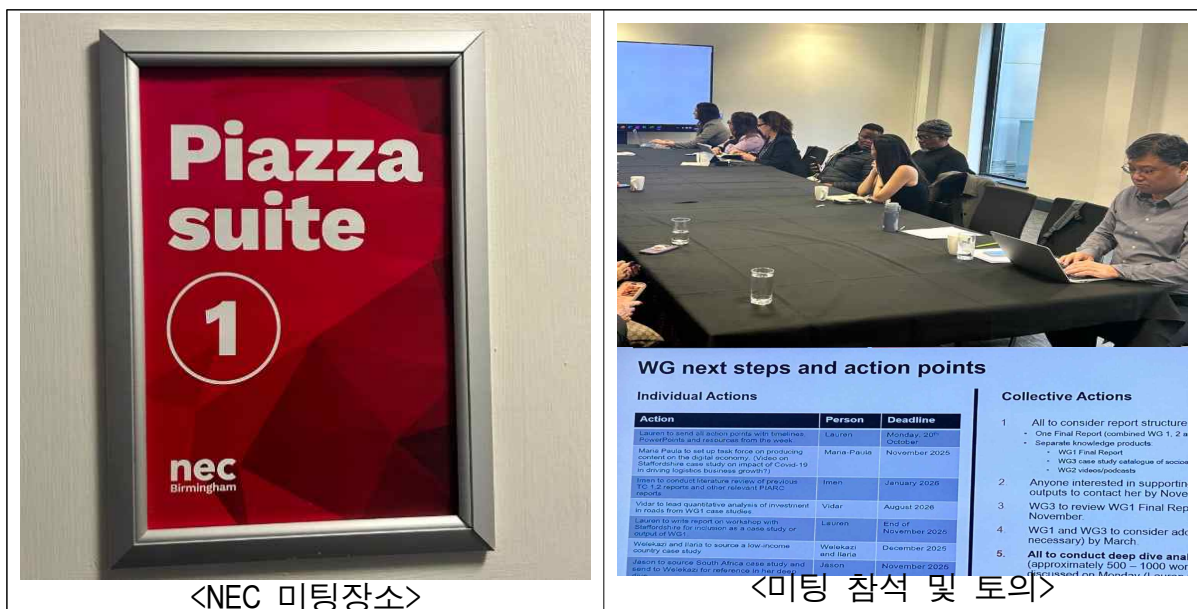 Piazza
suite
1
nec
Birmingham
<NEC 미팅장소>
WG next steps and action points
Individual Actions
Action Person Deadline
Lauren to send all action points with timelines, Lauren Monday, 20th
PowerPoints and resources from the week. October
Maria Paula to set up task force on producing Maria-Paula November 2025
content on the digital economy. (Video on
Staffordshire case study on impact of Covid-19
in driving logistics business growth?)
Imen to conduct literature review of previous Imen January 2026
TC 1.2 reports and other relevant PIARC
reports
Vidar to lead quantitative analysis of investment Vidar August 2026
in roads from WG1 case studies
Lauren to write report on workshop with Lauren End of
Staffordshire for inclusion as a case study or November 2025
output of WG1
Welekazi and Ilaria to source a low-income Welekazi December 2025
country case study and Ilaria
Jason to source South Africa case study and Jason November 2025
send to Welekazi for reference in her deep
Collective Actions
1 All to consider report structure
• One Final Report (combined WG 1, 2 a
• Separate knowledge products
• WG1 Final Report
• WG3 case study catalogue of socioe
• WG2 videos/podcasts
2. Anyone interested in supporting
outputs to contact her by Nove
3. WG3 to review WG1 Final Rep
November.
4. WG1 and WG3 to consider add
necessary) by March.
5. All to conduct deep dive anal
(approximately 500 – 1000 wor
discussed on Monday (Lauren
<미팅 참석 및 토의>